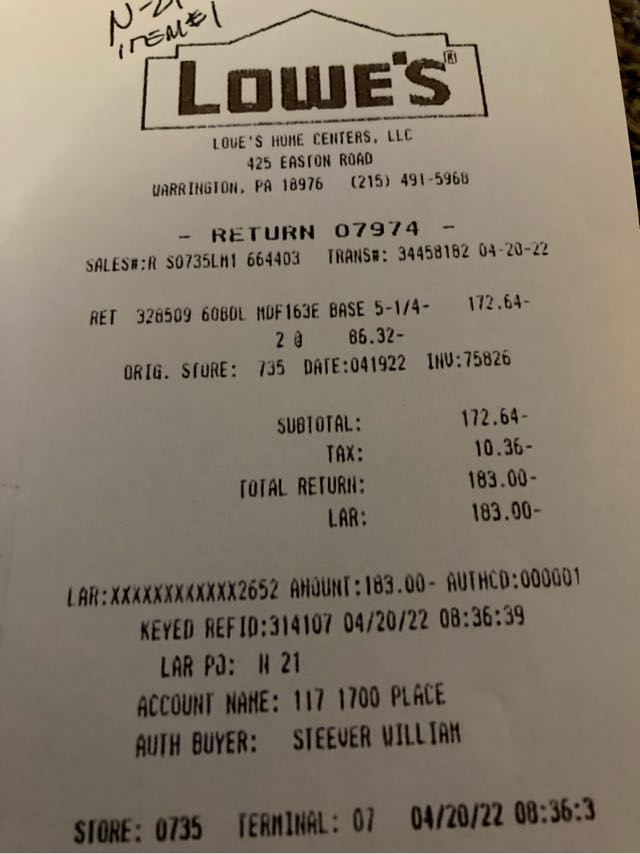 ITEM#1
LOWE'S®
LOWE'S HOME CENTERS, LLC
425 EASTON ROAD
WARRINGTON, PA 18976 (215) 491-5968
- RETURN 07974 -
SALES#:R S0735LM1 664403 TRANS#: 34458182 04-20-22
RET 328509 608DL MDF163E BASE 5-1/4- 172.64-
2 @ 86.32-
ORIG. STORE: 735 DATE:041922 INV:75826
SUBTOTAL: 172.64-
TAX: 10.36-
TOTAL RETURN: 183.00-
LAR: 183.00-
LAR:XXXXXXXXXXXX2652 AMOUNT:183.00- AUTHCD:000001
KEYED REFID:314107 04/20/22 08:36:39
LAR PO: N 21
ACCOUNT NAME: 117 1700 PLACE
AUTH BUYER: STEEVER WILLIAM
STORE: 0735 TERMINAL: 07 04/20/22 08:36:3